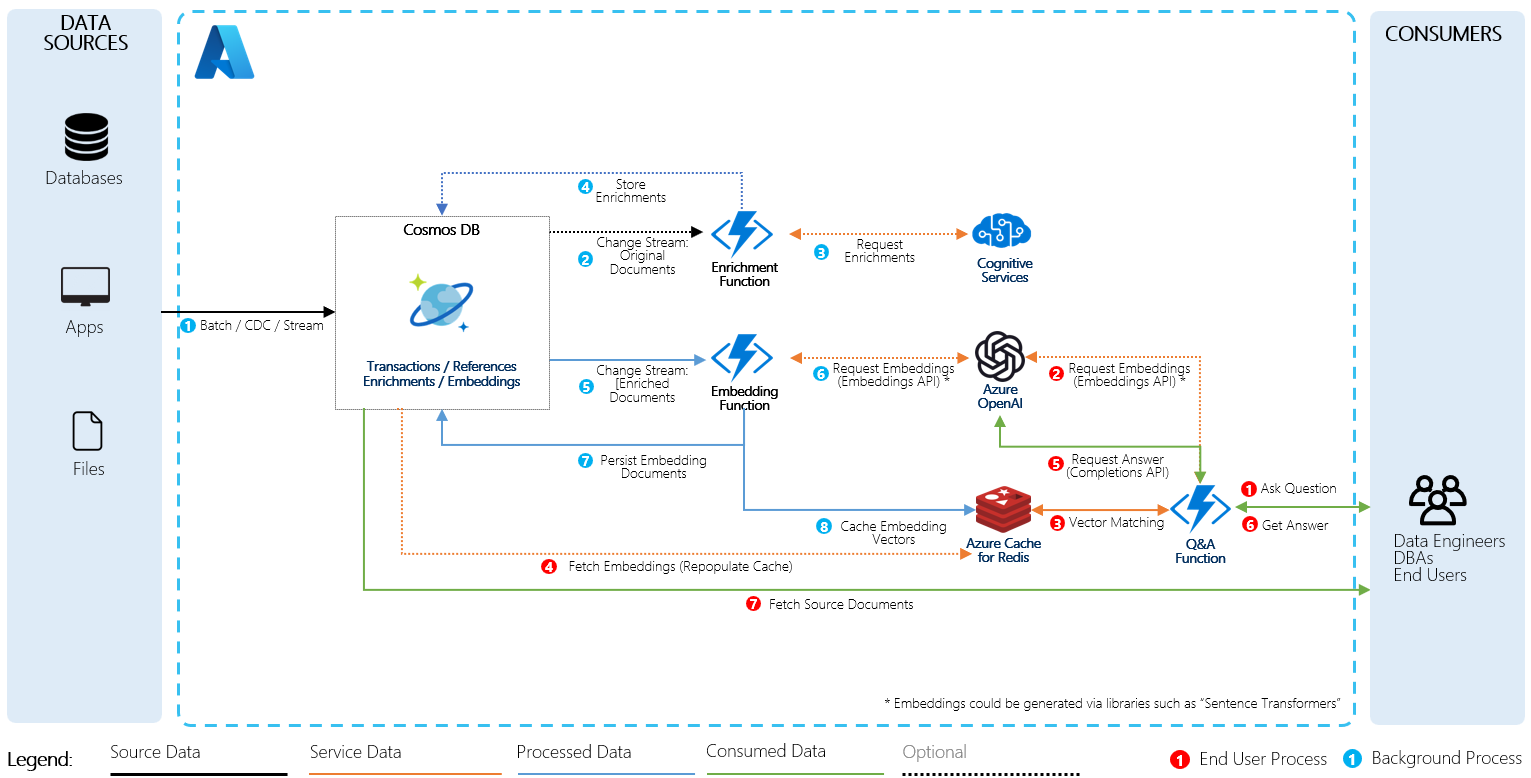 DATA
SOURCES
Databases
Apps
Files
1 Batch / CDC / Stream
Cosmos DB
Transactions / References
Enrichments / Embeddings
4 Store
Enrichments
2 Change Stream:
Original
Documents
Enrichment
Function
3 Request
Enrichments
Cognitive
Services
5 Change Stream:
[Enriched
Documents
Embedding
Function
6 Request Embeddings
(Embeddings API) *
Azure
OpenAI
2 Request Embeddings
(Embeddings API) *
7 Persist Embedding
Documents
5 Request Answer
(Completions API)
8 Cache Embedding
Vectors
Azure Cache
for Redis
3 Vector Matching
Q&A
Function
1 Ask Question
6 Get Answer
4 Fetch Embeddings (Repopulate Cache)
7 Fetch Source Documents
* Embeddings could be generated via libraries such as “Sentence Transformers”
CONSUMERS
Data Engineers
DBAs
End Users
Legend:
Source Data
Service Data
Processed Data
Consumed Data
Optional
1 End User Process
1 Background Process